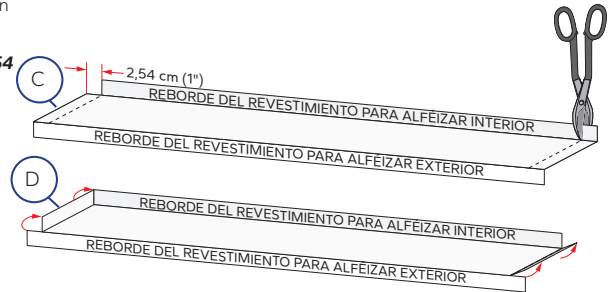 n
54
C
2,54 cm (1")
REBORDE DEL REVESTIMIENTO PARA ALFÉIZAR INTERIOR
REBORDE DEL REVESTIMIENTO PARA ALFÉIZAR EXTERIOR
D
REBORDE DEL REVESTIMIENTO PARA ALFÉIZAR INTERIOR
REBORDE DEL REVESTIMIENTO PARA ALFÉIZAR EXTERIOR